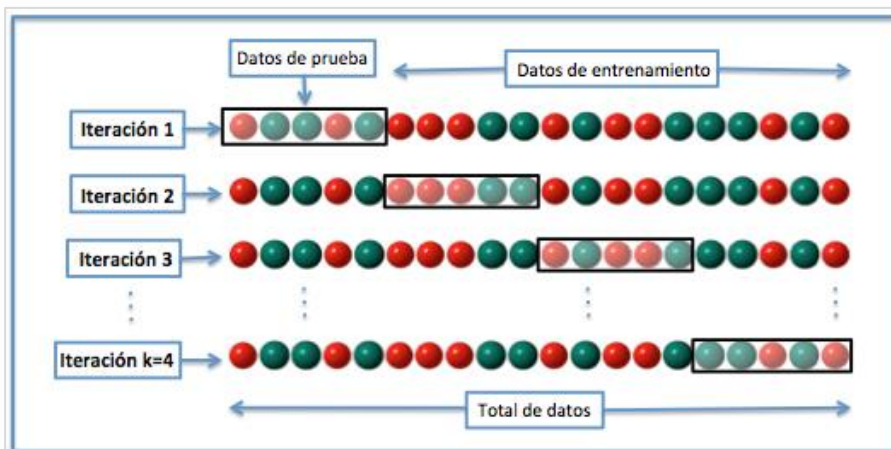 Datos de prueba
Datos de entrenamiento
Iteración 1
Iteración 2
Iteración 3
Iteración k=4
Total de datos